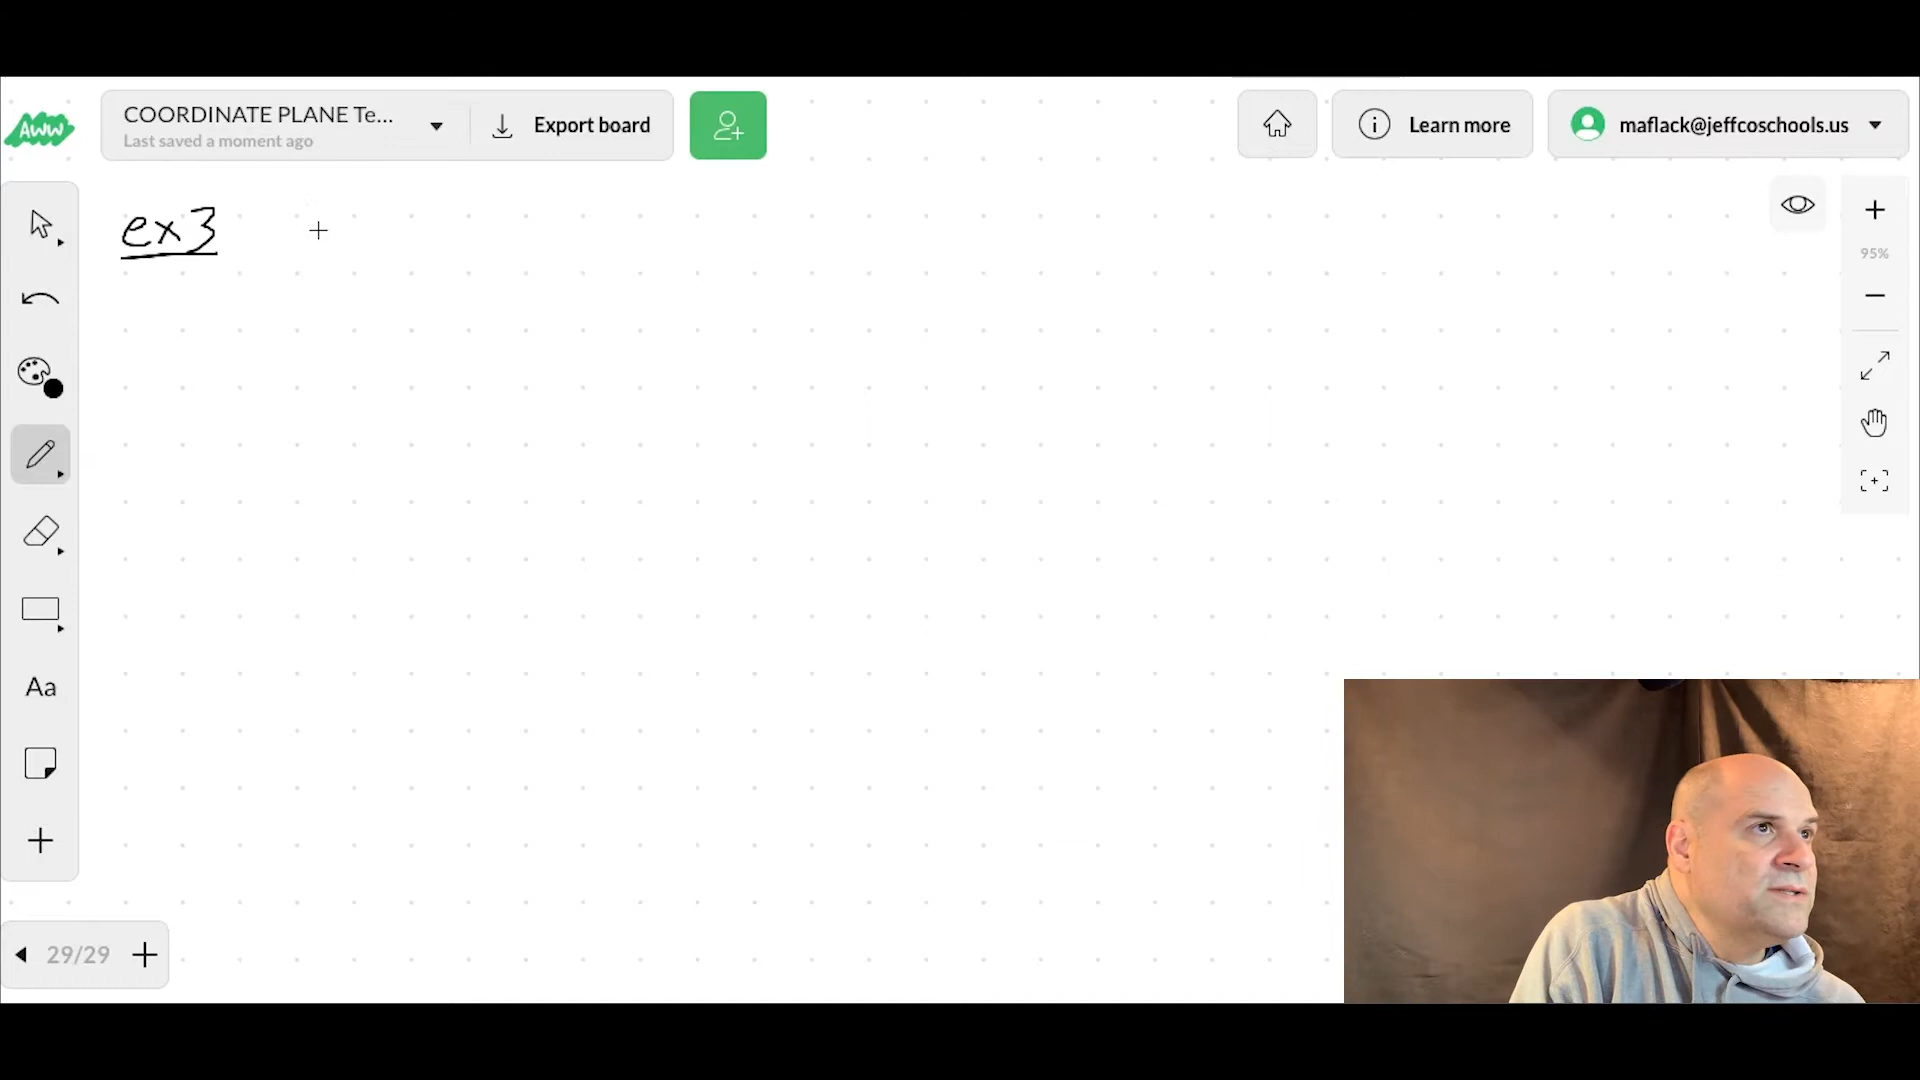 AWW
COORDINATE PLANE Te...
Last saved a moment ago
Export board
Learn more
maflack@jeffcoschools.us
ex3
95%
Aa
29/29